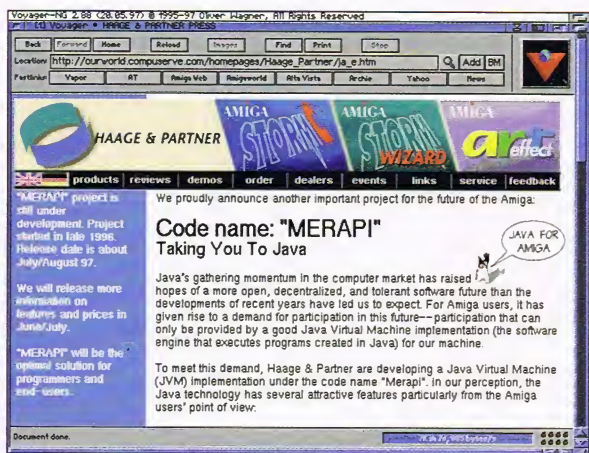 Voyager-NG 2.88 (20.05.97) © 1995-97 Oliver Wagner, All Rights Reserved
[1] Voyager • HAAGE & PARTNER PRESS
Back Forward Home Reload Images Find Print Stop
Location: http://ourworld.compuserve.com/homepages/Haage_Partner/ja_e.htm Add BM
Fastlinks: Vapor AT Amiga Web Amigaworld Alta Vista Archie Yahoo News
HAAGE & PARTNER
AMIGA STORM
AMIGA STORM WIZARD
AMIGA art effect
products reviews demos order dealers events links service feedback
"MERAPI" project is
still under
development. Project
started in late 1996.
Release date is about
July/August 97.
We will release more
information on
features and prices in
June/July.
"MERAPI" will be the
optimal solution for
programmers and
end-users.
We proudly announce another important project for the future of the Amiga:
Code name: "MERAPI"
Taking You To Java
JAVA FOR
AMIGA
Java's gathering momentum in the computer market has raised
hopes of a more open, decentralized, and tolerant software future than the
developments of recent years have led us to expect. For Amiga users, it has
given rise to a demand for participation in this future--participation that can
only be provided by a good Java Virtual Machine implementation (the software
engine that executes programs created in Java) for our machine.
To meet this demand, Haage & Partner are developing a Java Virtual Machine
(JVM) implementation under the code name "Merapi". in our perception, the
Java technology has several attractive features particularly from the Amiga
users' point of view:
Document done.